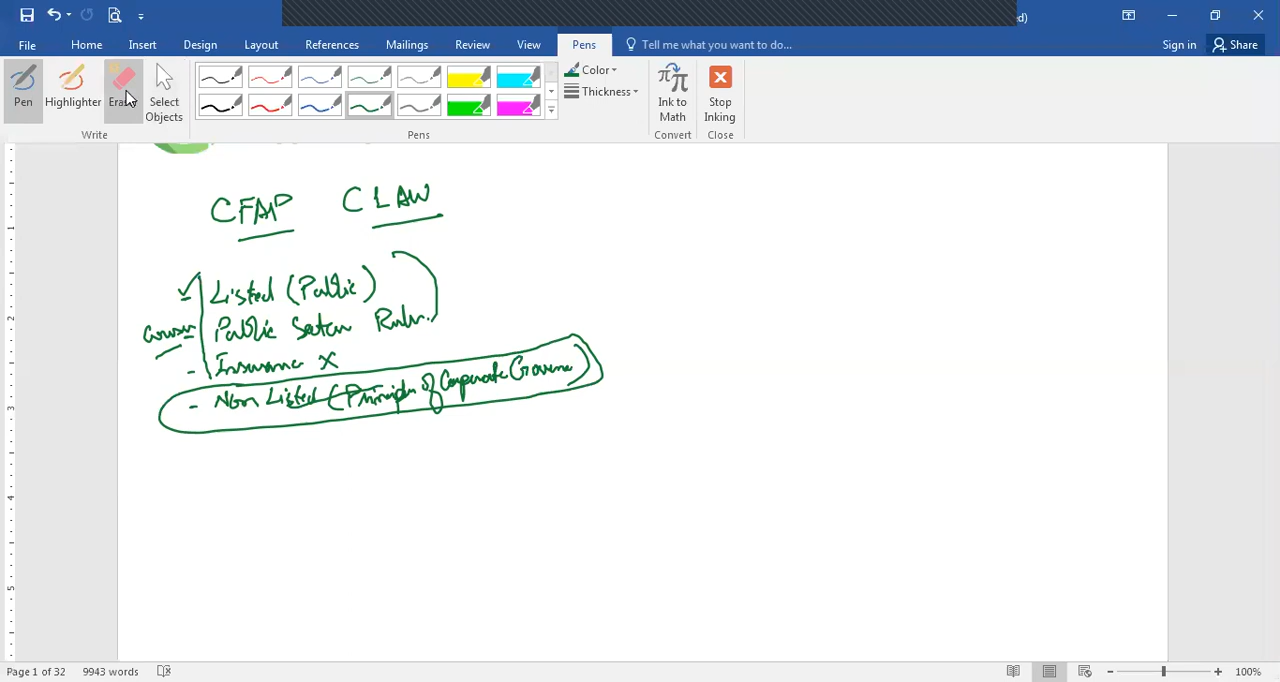 ed)
File Home Insert Design Layout References Mailings Review View Pens Tell me what you want to do... Sign in Share
Pen Highlighter Eraser Select Objects Color Thickness Ink to Math Stop Inking
Write Pens Convert Close
CFAP CLAW
Listed (Public)
Public Sector Rules
Insurance X
- Non Listed (Principles of Corporate Governance)
Page 1 of 32 9943 words 100%